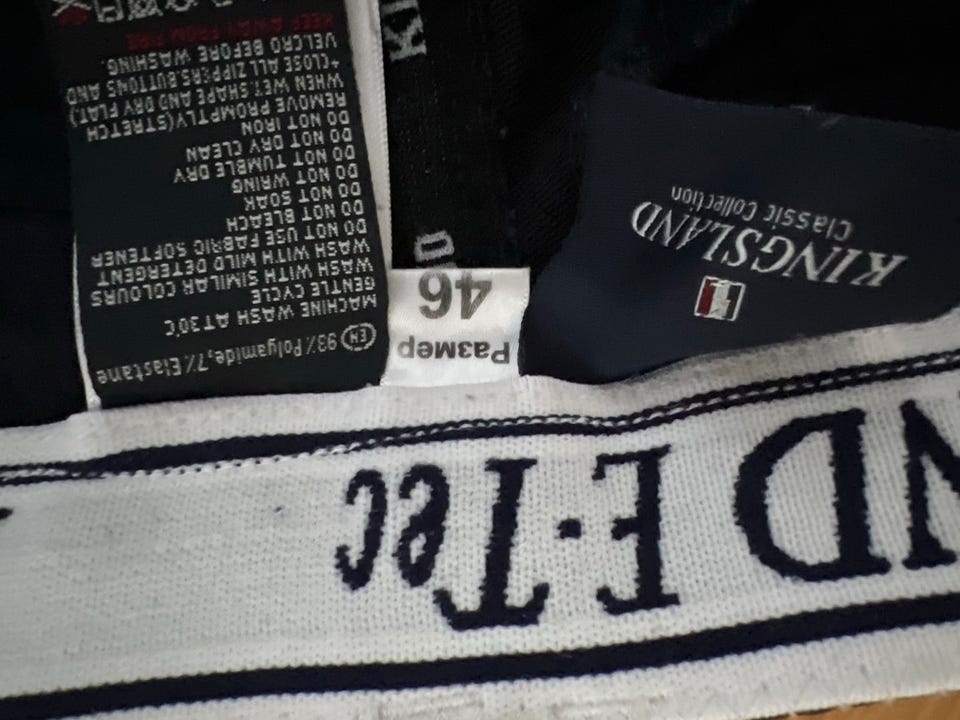 93% Polyamide,7% Elastane
EN
MACHINE WASH AT30°C
GENTLE CYCLE
WASH WITH SIMILAR COLOURS
WASH WITH MILD DETERGENT
DO NOT USE FABRIC SOFTENER
DO NOT BLEACH
DO NOT SOAK
DO NOT WRING
DO NOT TUMBLE DRY
DO NOT DRY CLEAN
DO NOT IRON
REMOVE PROMPTLY(STRETCH
WHEN WET,SHAPE AND DRY FLAT.)
*CLOSE ALL ZIPPERS,BUTTONS AND
VELCRO BEFORE WASHING.
KEEP AWAY FROM FIRE
Размер
46
KINGSLAND
Classic Collection
ND E·Tec